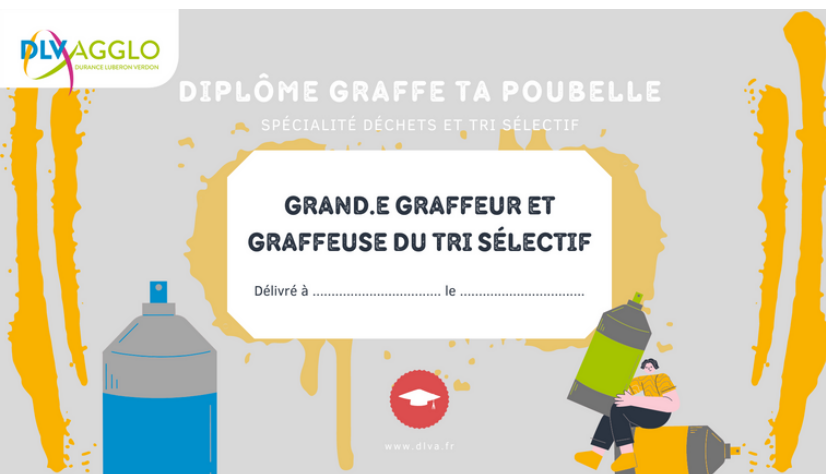 DLVAGGLO
DURANCE LUBERON VERDON
DIPLÔME GRAFFE TA POUBELLE
SPÉCIALITÉ DÉCHETS ET TRI SÉLECTIF
GRAND.E GRAFFEUR ET
GRAFFEUSE DU TRI SÉLECTIF
Délivré à .................................. le .................................
www.dlva.fr